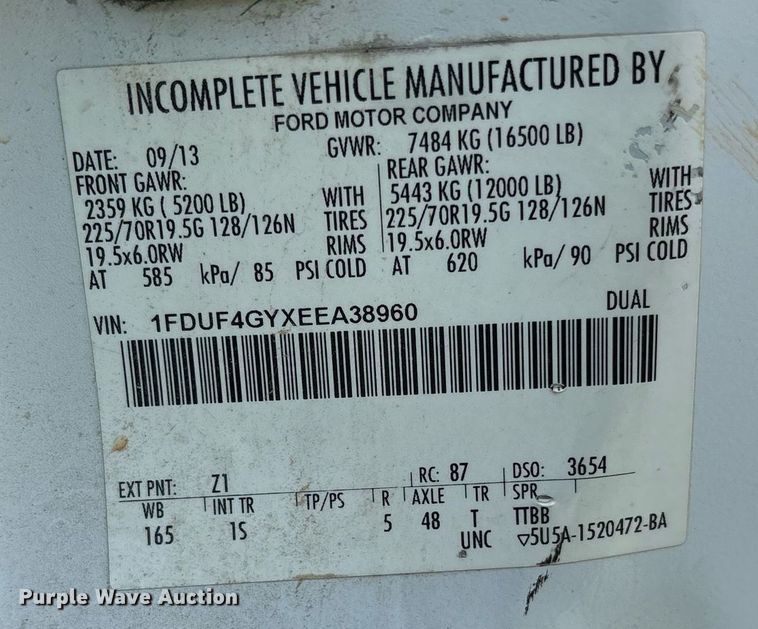 INCOMPLETE VEHICLE MANUFACTURED BY
FORD MOTOR COMPANY
DATE: 09/13 GVWR: 7484 KG (16500 LB)
FRONT GAWR: REAR GAWR:
2359 KG ( 5200 LB) WITH 5443 KG (12000 LB) WITH
225/70R19.5G 128/126N TIRES 225/70R19.5G 128/126N TIRES
19.5x6.0RW RIMS 19.5x6.0RW RIMS
AT 585 kPa/ 85 PSI COLD AT 620 kPa/ 90 PSI COLD
VIN: 1FDUF4GYXEEA38960 DUAL
EXT PNT: Z1 RC: 87 DSO: 3654
WB INT TR TP/PS R AXLE TR SPR
165 1S 5 48 T TTBB
UNC ▽5U5A-1520472-BA
Purple Wave Auction